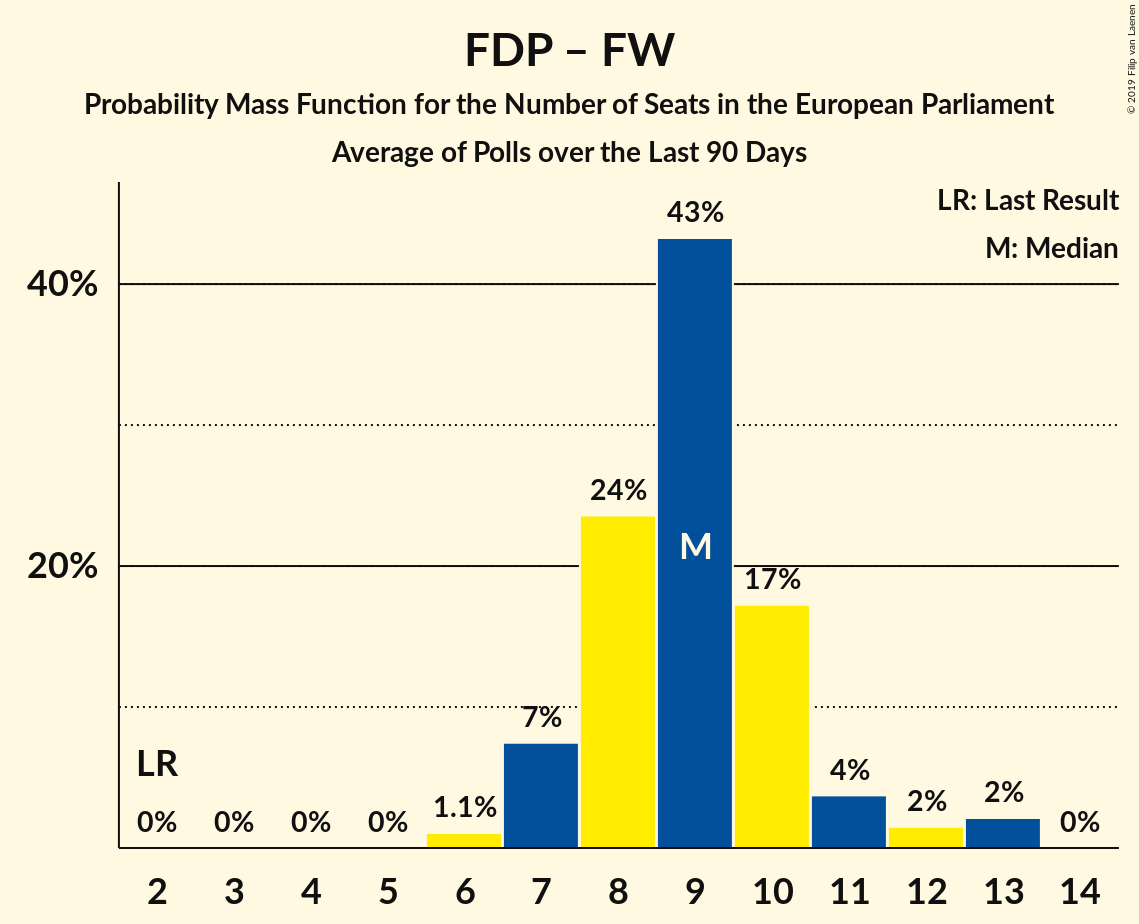 FDP – FW
Probability Mass Function for the Number of Seats in the European Parliament
Average of Polls over the Last 90 Days
© 2019 Filip van Laenen
LR: Last Result
M: Median
43%
40%
24%
M
20%
17%
7%
LR
4%
0% 0% 0% 0% 1.1% 2% 2% 0%
2 3 4 5 6 7 8 9 10 11 12 13 14